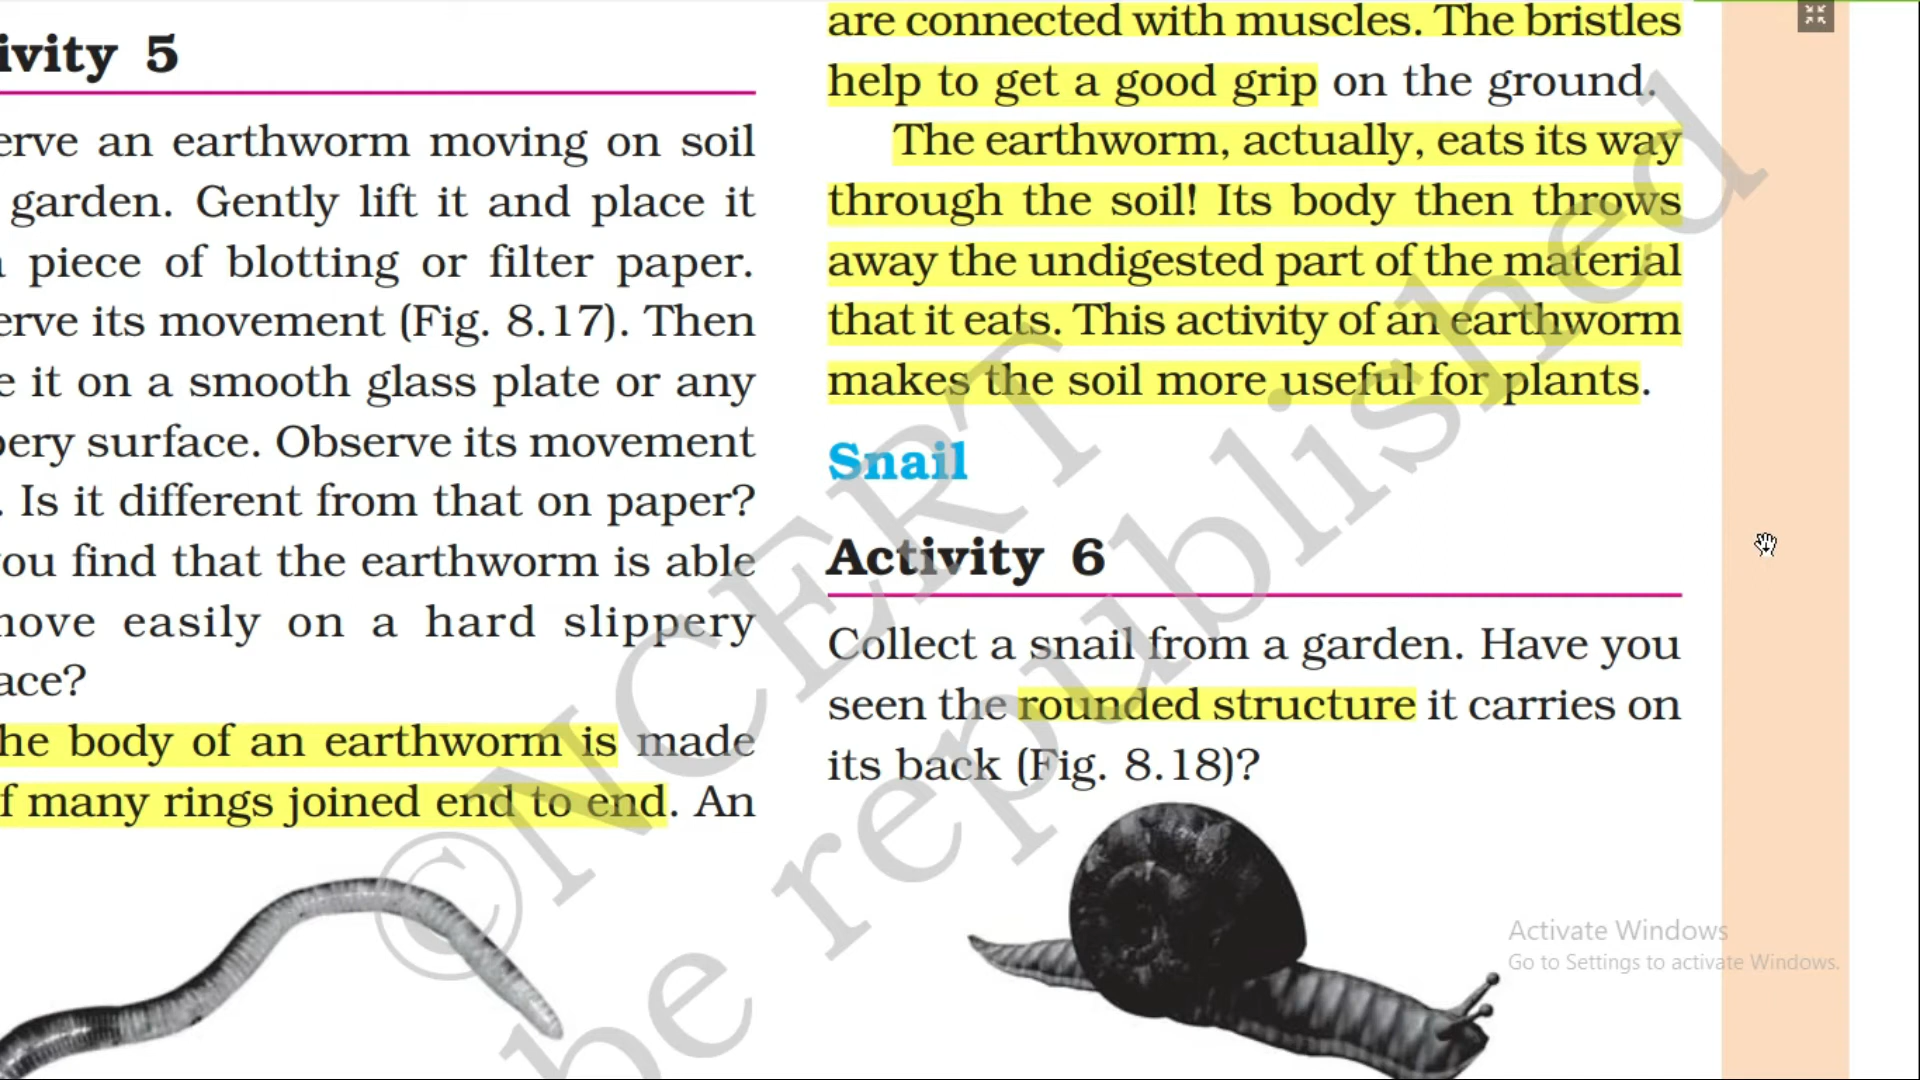 ivity 5
erve an earthworm moving on soil
garden. Gently lift it and place it
piece of blotting or filter paper.
erve its movement (Fig. 8.17). Then
e it on a smooth glass plate or any
pery surface. Observe its movement
. Is it different from that on paper?
you find that the earthworm is able
move easily on a hard slippery
ace?
he body of an earthworm is made
f many rings joined end to end. An
are connected with muscles. The bristles
help to get a good grip on the ground.
The earthworm, actually, eats its way
through the soil! Its body then throws
away the undigested part of the material
that it eats. This activity of an earthworm
makes the soil more useful for plants.
Snail
Activity 6
Collect a snail from a garden. Have you
seen the rounded structure it carries on
its back (Fig. 8.18)?
©NCERT
be republished
Activate Windows
Go to Settings to activate Windows.